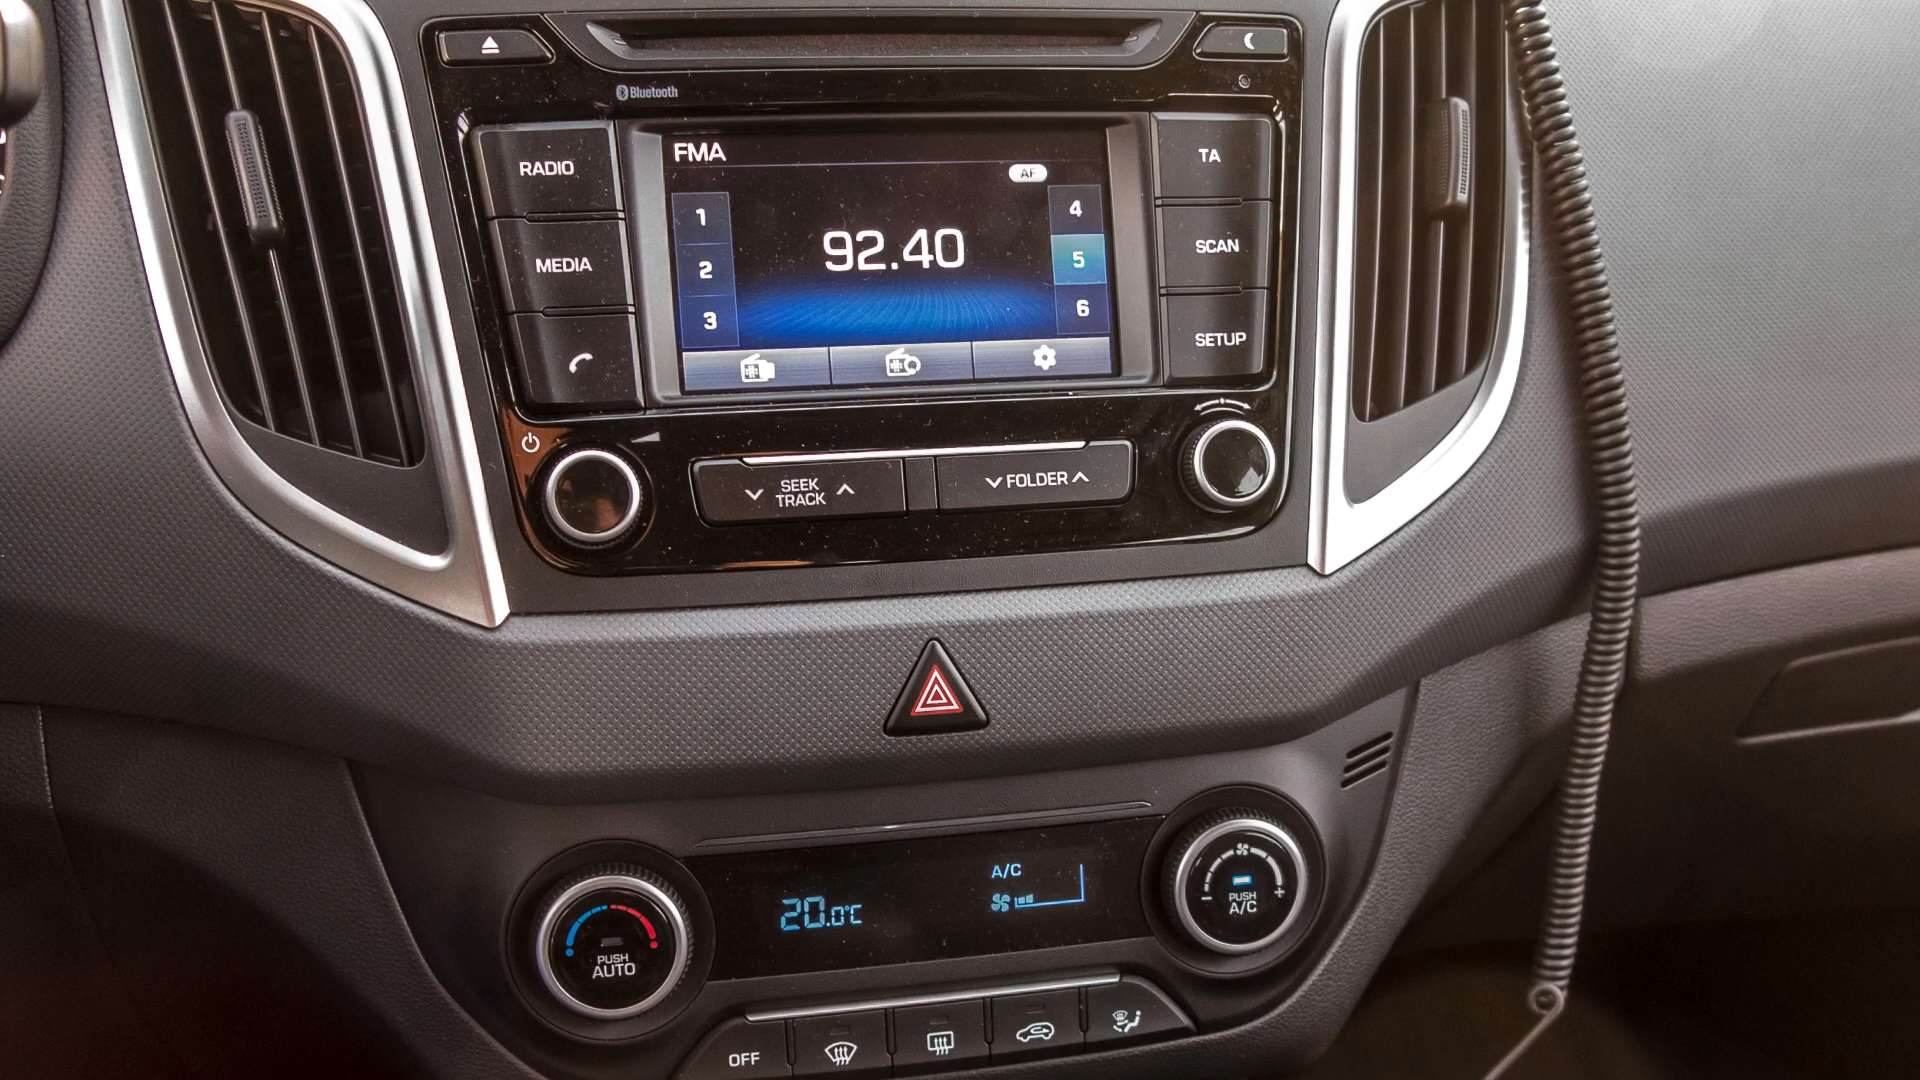 Bluetooth
RADIO
MEDIA
FMA
AF
1
2
3
92.40
4
5
6
TA
SCAN
SETUP
SEEK
TRACK
FOLDER
20.0°C
A/C
PUSH
AUTO
PUSH
A/C
OFF